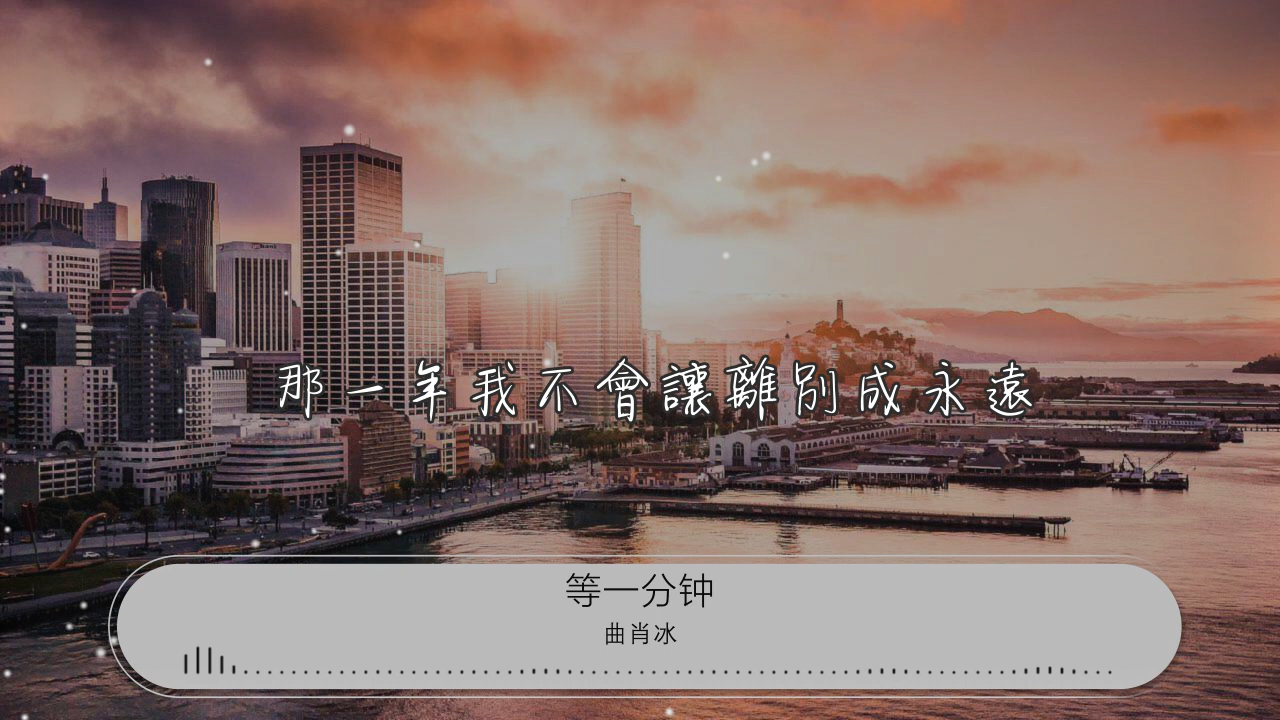 那一年我不會讓離別成永遠
等一分钟
曲肖冰